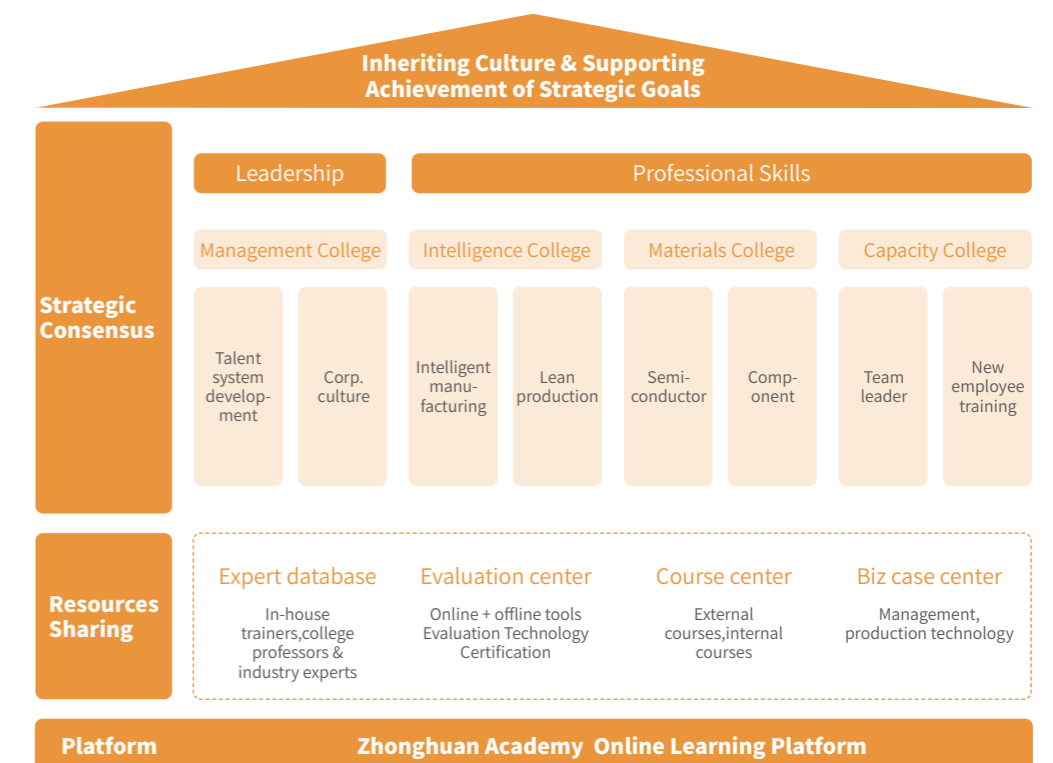 Inheriting Culture & Supporting
Achievement of Strategic Goals
Strategic
Consensus
Leadership
Professional Skills
Management College
Intelligence College
Materials College
Capacity College
Talent
system
develop-
ment
Corp.
culture
Intelligent
manu-
facturing
Lean
production
Semi-
conductor
Comp-
onent
Team
leader
New
employee
training
Resources
Sharing
Expert database
In-house
trainers,college
professors &
industry experts
Evaluation center
Online + offline tools
Evaluation Technology
Certification
Course center
External
courses,internal
courses
Biz case center
Management,
production technology
Platform
Zhonghuan Academy  Online Learning Platform